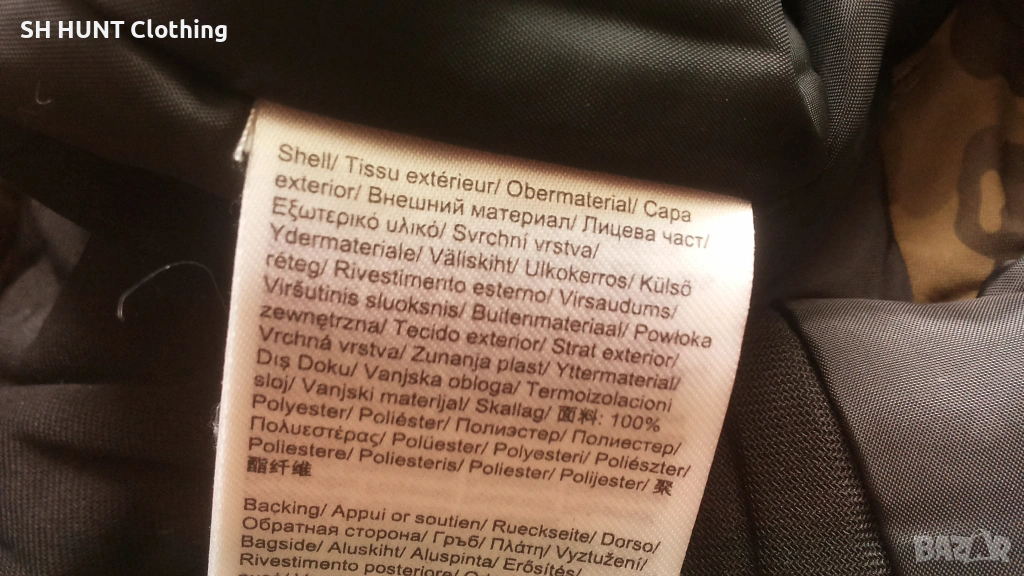 SH HUNT Clothing
Shell/ Tissu extérieur/ Obermaterial/ Capa
exterior/ Внешний материал/ Лицева част/
Εξωτερικό υλικό/ Svrchní vrstva/
Ydermateriale/ Väliskiht/ Ulkokerros/ Külső
réteg/ Rivestimento esterno/ Virsaudums/
Viršutinis sluoksnis/ Buitenmateriaal/ Powłoka
zewnętrzna/ Tecido exterior/ Strat exterior/
Vrchná vrstva/ Zunanja plast/ Yttermaterial/
Dış Doku/ Vanjska obloga/ Termoizolacioni
sloj/ Vanjski materijal/ Skallag/ 面料: 100%
Polyester/ Poliéster/ Полиэстер/ Полиестер/
Πολυεστέρας/ Polüester/ Polyesteri/ Poliészter/
Poliestere/ Poliesteris/ Poliester/ Polijester/ 聚
酯纤维
Backing/ Appui or soutien/ Rueckseite/ Dorso/
Обратная сторона/ Гръб/ Πλάτη/ Vyztužení/
Bagside/ Aluskiht/ Aluspinta/ Erősítés/
Rivestimento posteriore/
BAZAR